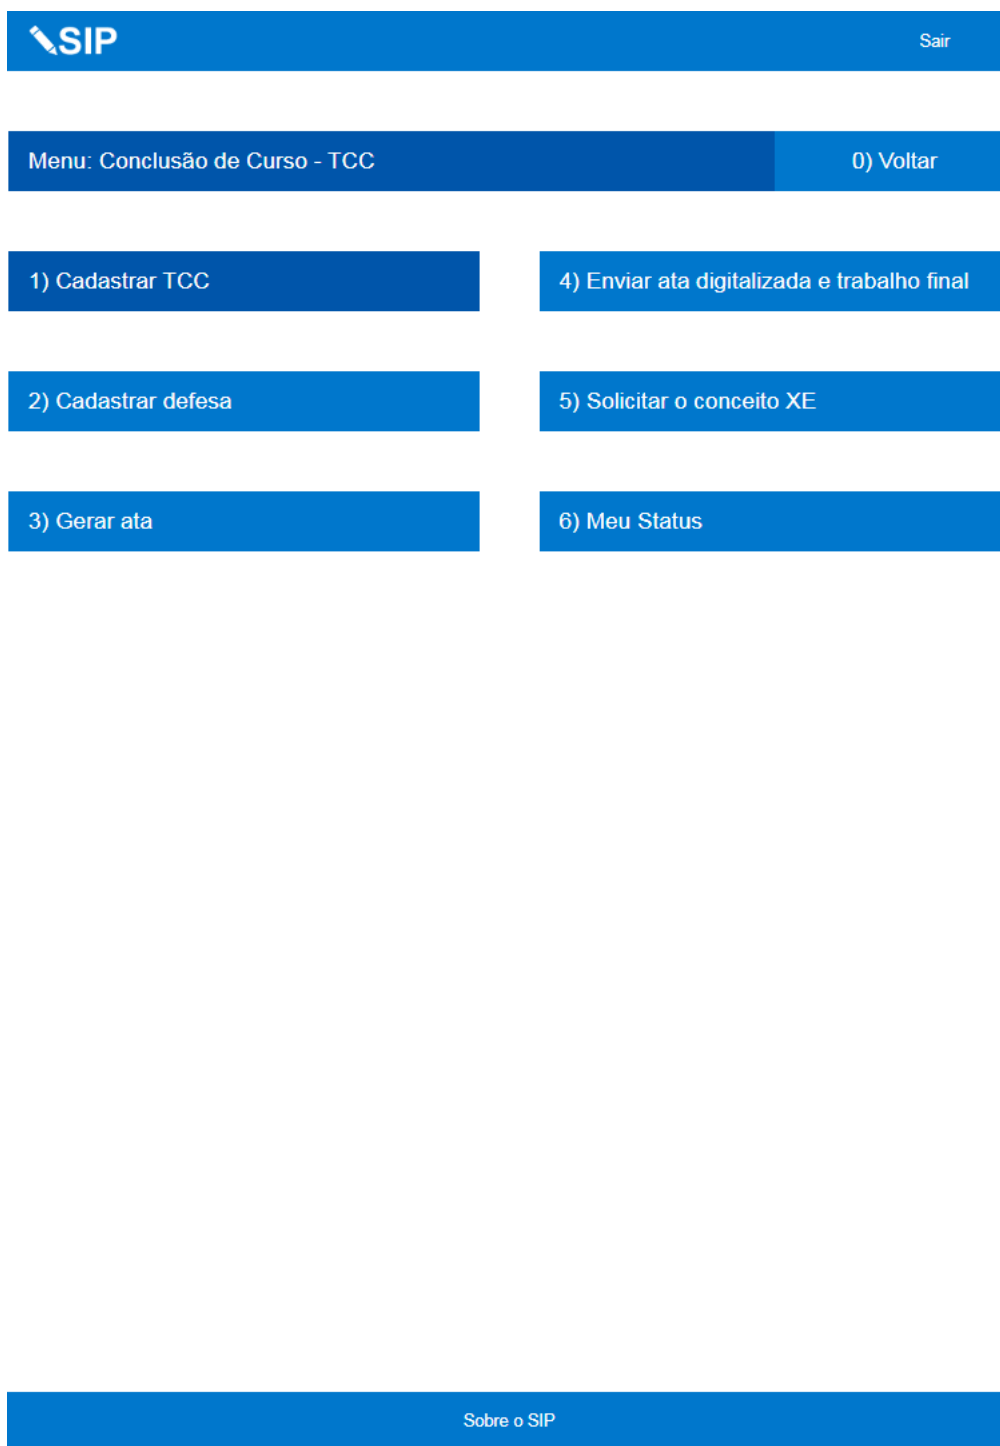 SIP
Sair
Menu: Conclusão de Curso - TCC
0) Voltar
1) Cadastrar TCC
4) Enviar ata digitalizada e trabalho final
2) Cadastrar defesa
5) Solicitar o conceito XE
3) Gerar ata
6) Meu Status
Sobre o SIP